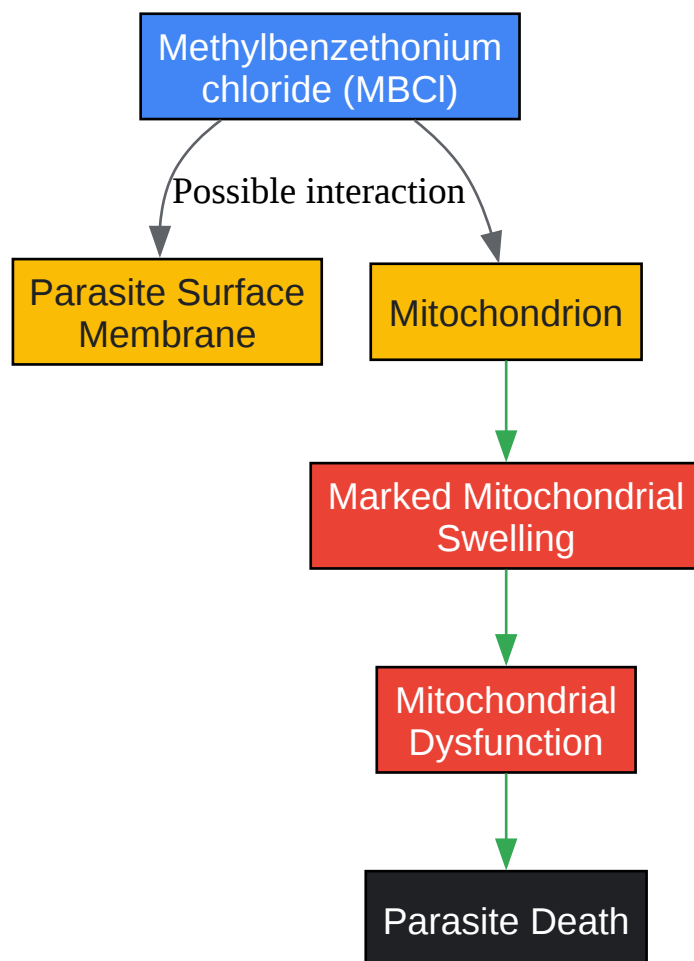 Methylbenzethonium
chloride (MBCl)
Possible interaction
Parasite Surface
Membrane
Mitochondrion
Marked Mitochondrial
Swelling
Mitochondrial
Dysfunction
Parasite Death